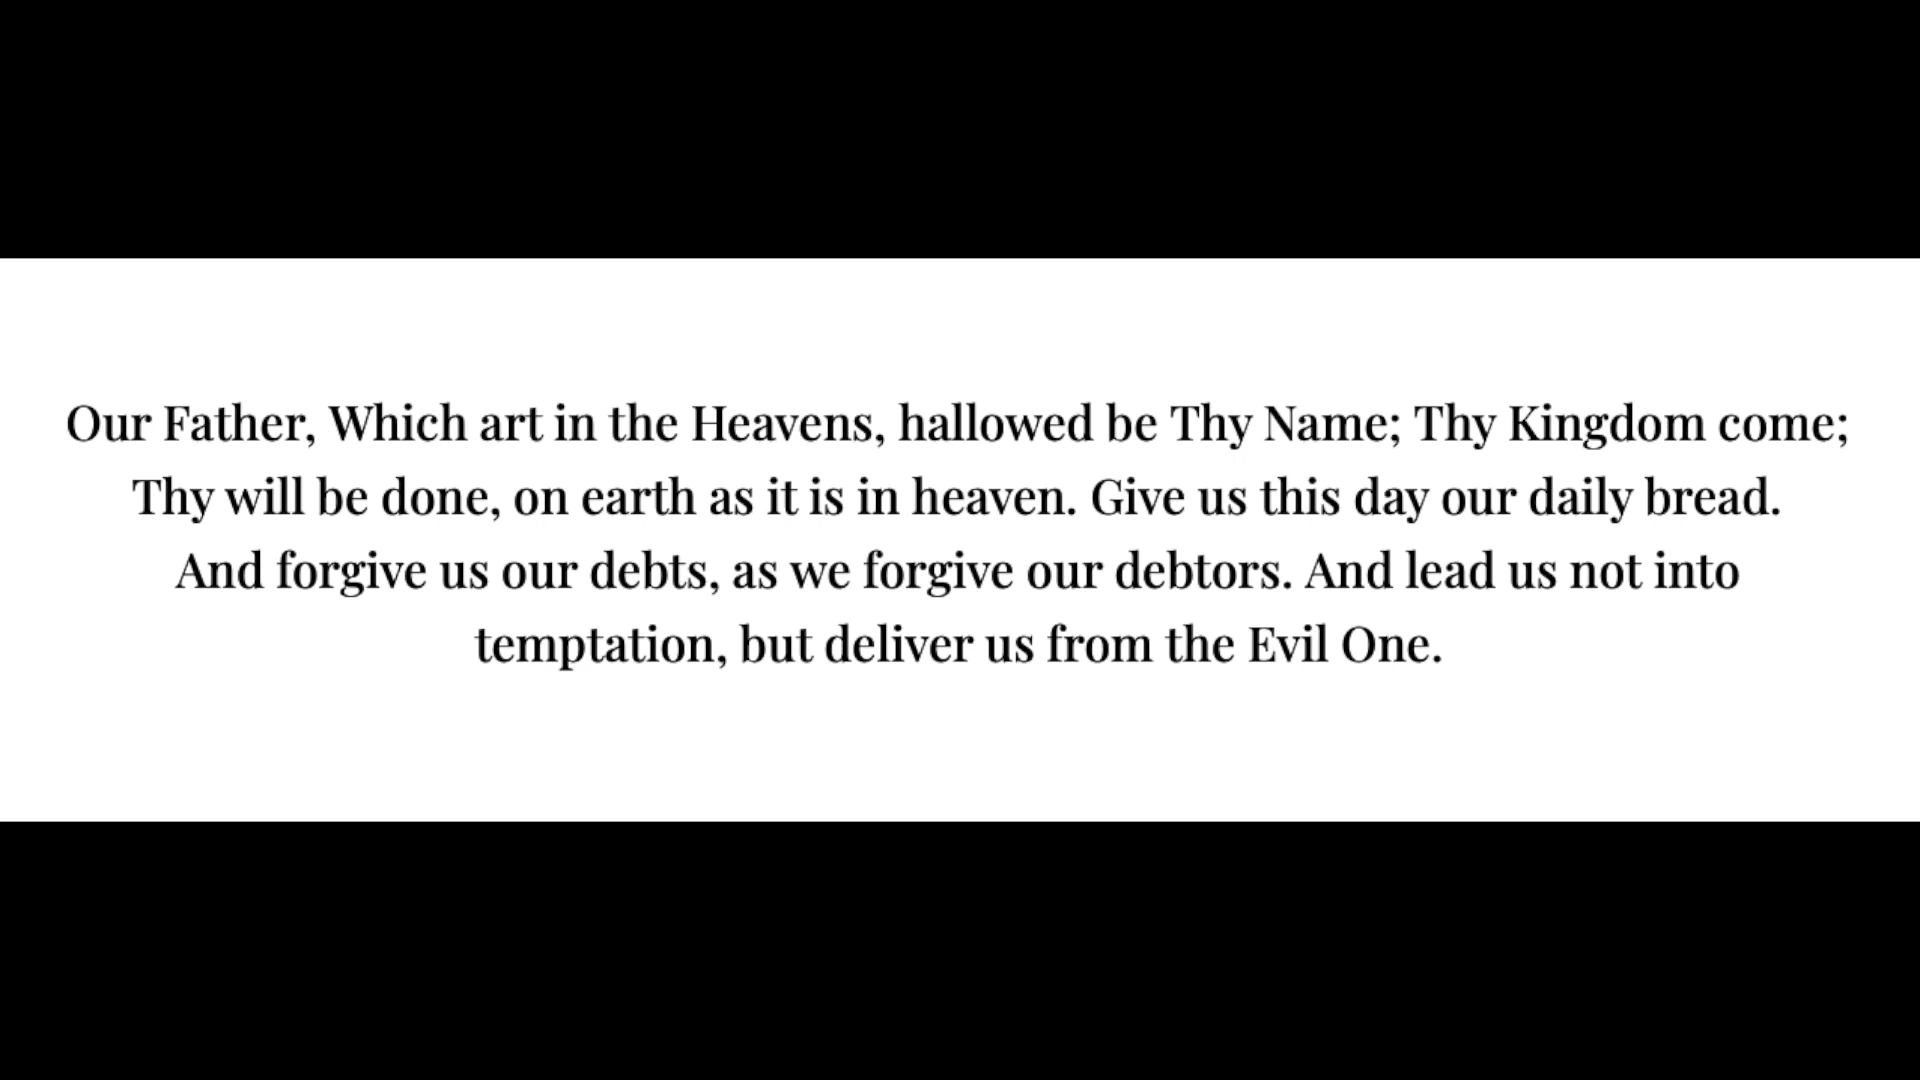 Our Father, Which art in the Heavens, hallowed be Thy Name; Thy Kingdom come;
Thy will be done, on earth as it is in heaven. Give us this day our daily bread.
And forgive us our debts, as we forgive our debtors. And lead us not into
temptation, but deliver us from the Evil One.